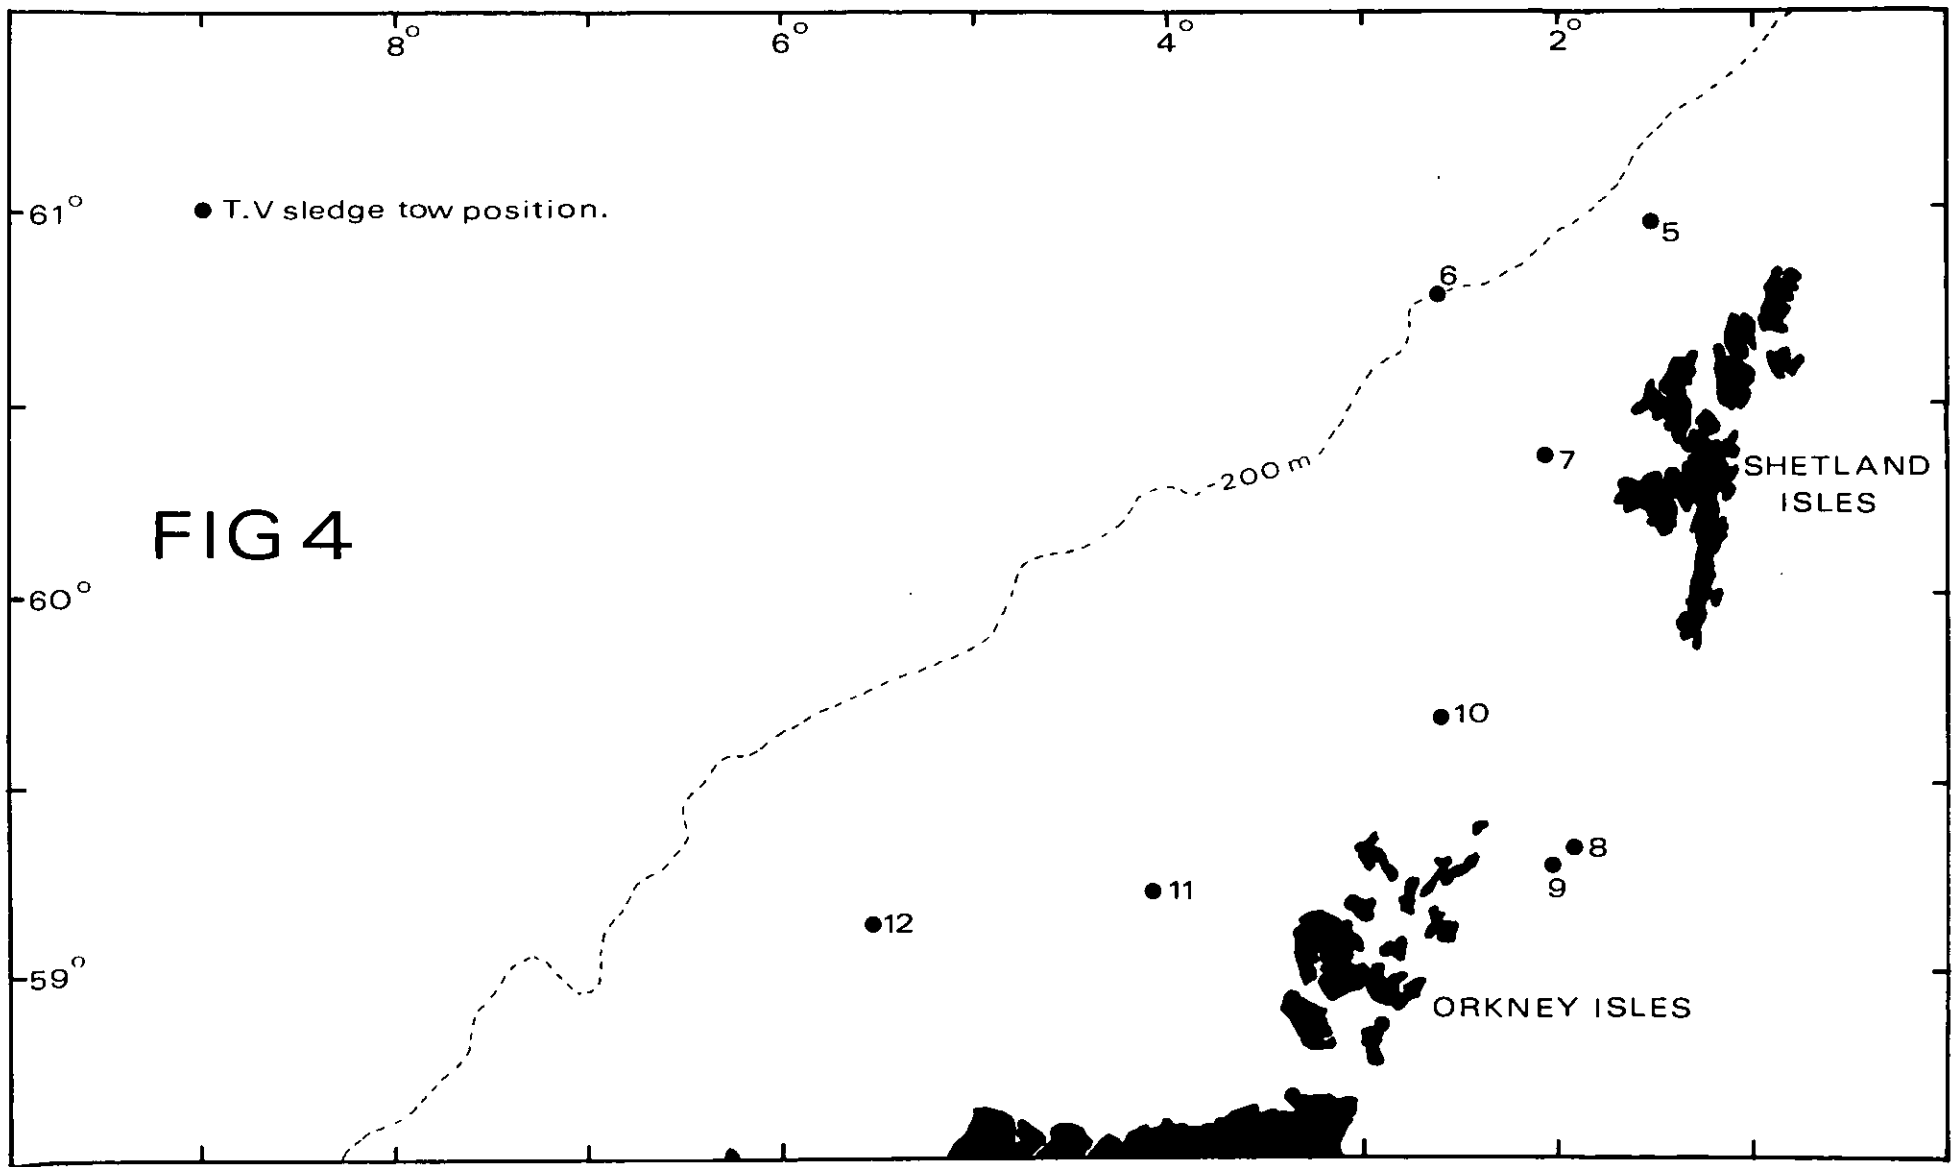 8° 6° 4° 2°
61°
T.V sledge tow position.
5
6
7
200 m
SHETLAND
ISLES
FIG 4
60°
10
8
9
11
12
59°
ORKNEY ISLES